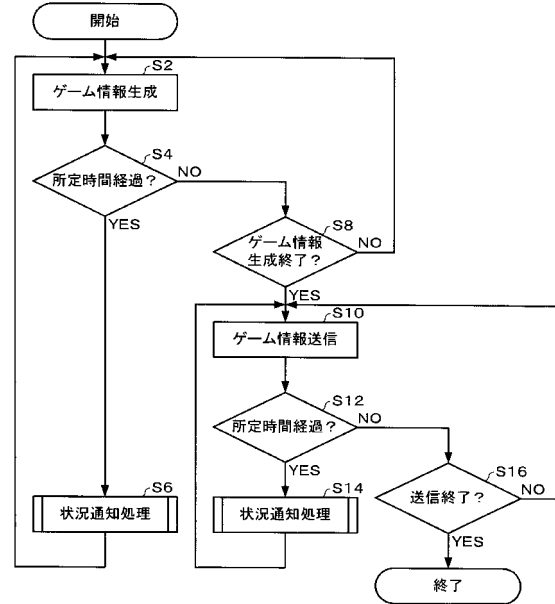 開始
S2
ゲーム情報生成
S4
所定時間経過？
NO
YES
S8
ゲーム情報
生成終了？
NO
YES
S10
ゲーム情報送信
S12
所定時間経過？
NO
YES
S6
状況通知処理
S14
状況通知処理
S16
送信終了？
NO
YES
終了